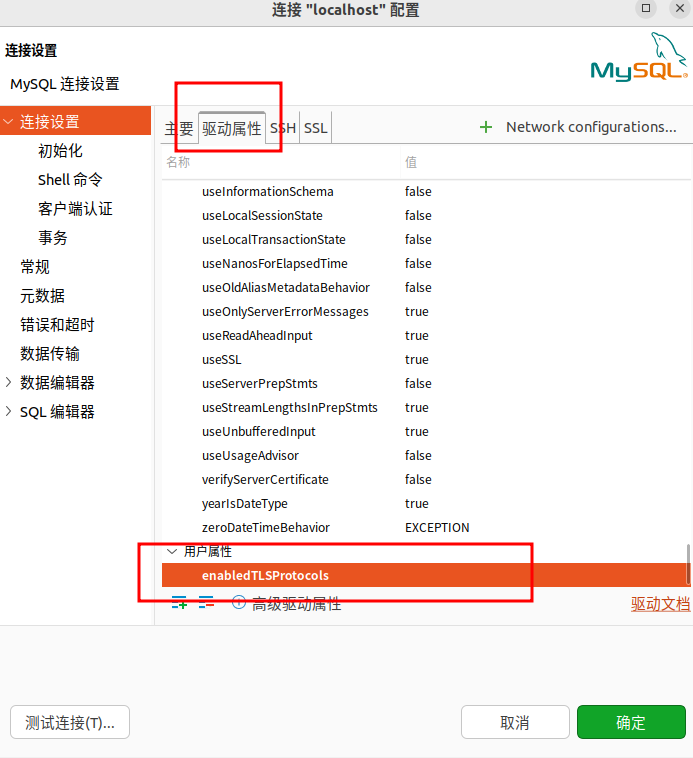 连接 "localhost" 配置
连接设置
MySQL 连接设置
MySQL
连接设置
初始化
Shell 命令
客户端认证
事务
常规
元数据
错误和超时
数据传输
数据编辑器
SQL 编辑器
主要 驱动属性 SSH SSL
+ Network configurations...
名称 值
useInformationSchema false
useLocalSessionState false
useLocalTransactionState false
useNanosForElapsedTime false
useOldAliasMetadataBehavior false
useOnlyServerErrorMessages true
useReadAheadInput true
useSSL true
useServerPrepStmts false
useStreamLengthsInPrepStmts true
useUnbufferedInput true
useUsageAdvisor false
verifyServerCertificate false
yearIsDateType true
zeroDateTimeBehavior EXCEPTION
用户属性
enabledTLSProtocols
高级驱动属性 驱动文档
测试连接(T)... 取消 确定